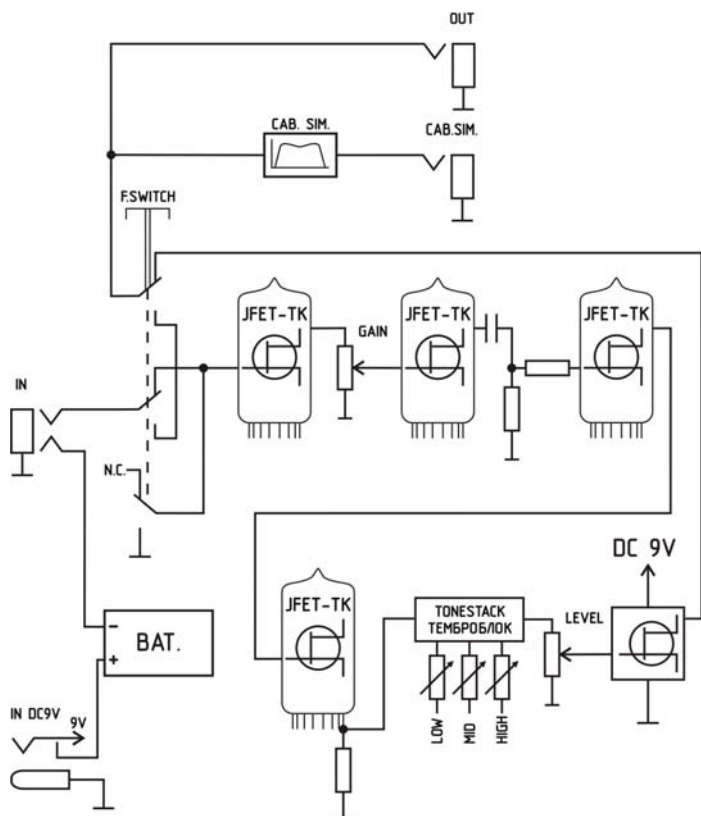 OUT
CAB. SIM.
CAB.SIM.
F.SWITCH
JFET-TK
GAIN
JFET-TK
JFET-TK
IN
N.C.
DC 9V
JFET-TK
TONESTACK
ТЕМБРОБЛОК
LEVEL
-
BAT.
+
IN DC9V
9V
LOW
MID
HIGH